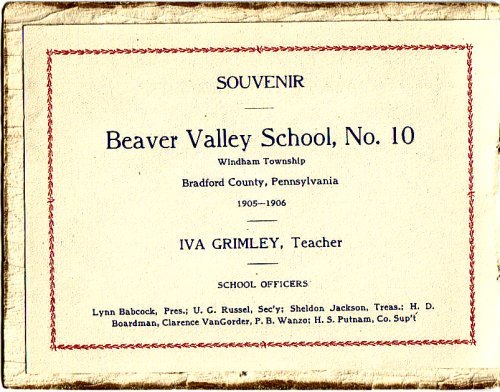 SOUVENIR
Beaver Valley School, No. 10
Windham Township
Bradford County, Pennsylvania
1905—1906
IVA GRIMLEY, Teacher
SCHOOL OFFICERS
Lynn Babcock, Pres.; U. G. Russel, Sec'y; Sheldon Jackson, Treas.; H. D.
Boardman, Clarence VanGorder, P. B. Wanzo; H. S. Putnam, Co. Sup't